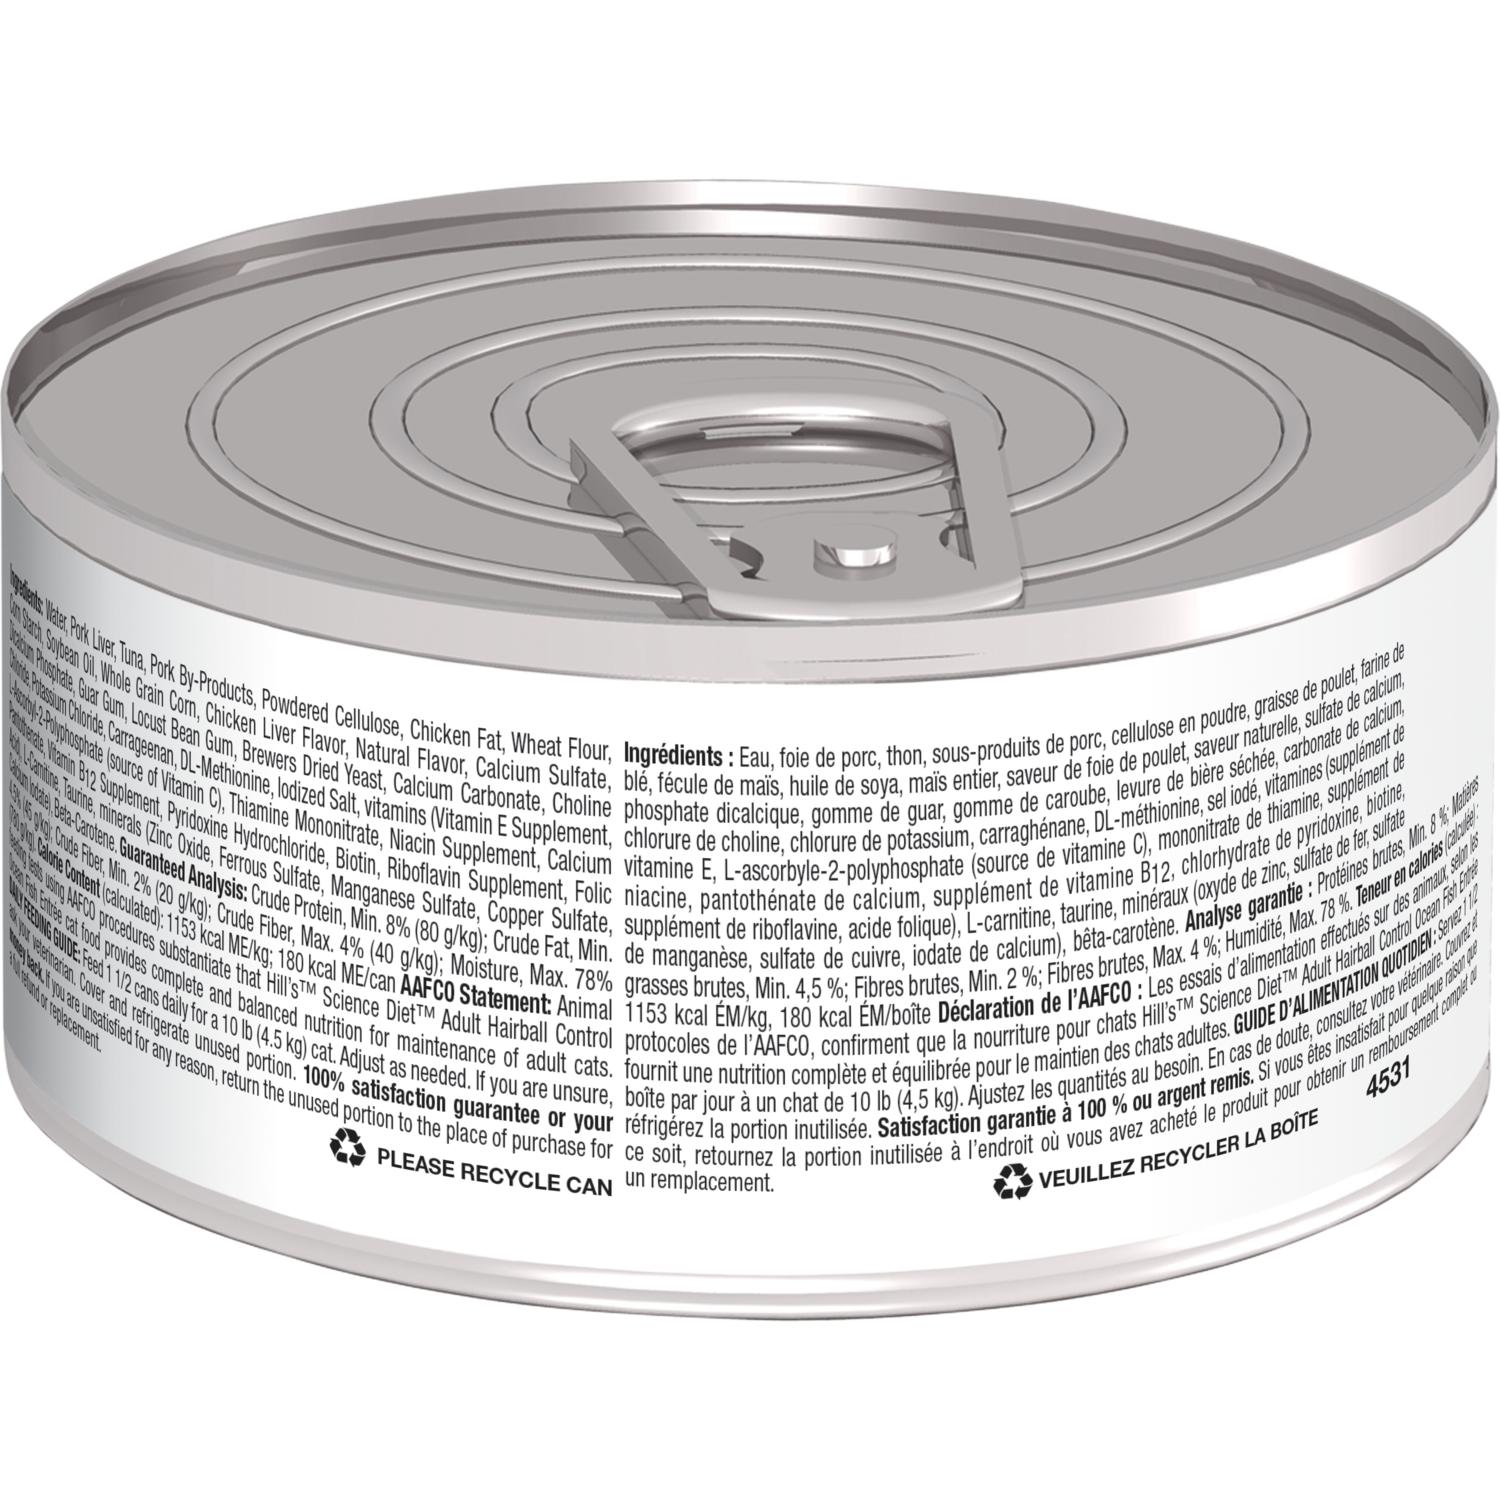 Ingredients: Water, Pork Liver, Tuna, Pork By-Products, Powdered Cellulose, Chicken Fat, Wheat Flour,
Corn Starch, Soybean Oil, Whole Grain Corn, Chicken Liver Flavor, Natural Flavor, Calcium Sulfate,
Dicalcium Phosphate, Guar Gum, Locust Bean Gum, Brewers Dried Yeast, Calcium Carbonate, Choline
Chloride, Potassium Chloride, Carrageenan, DL-Methionine, Iodized Salt, vitamins (Vitamin E Supplement,
L-Ascorbyl-2-Polyphosphate (source of Vitamin C), Thiamine Mononitrate, Niacin Supplement, Calcium
Pantothenate, Vitamin B12 Supplement, Pyridoxine Hydrochloride, Biotin, Riboflavin Supplement, Folic
Acid), L-Carnitine, Taurine, minerals (Zinc Oxide, Ferrous Sulfate, Manganese Sulfate, Copper Sulfate,
Calcium Iodate), Beta-Carotene. Guaranteed Analysis: Crude Protein, Min. 8% (80 g/kg); Crude Fat, Min.
4.5% (45 g/kg); Crude Fiber, Min. 2% (20 g/kg); Crude Fiber, Max. 4% (40 g/kg); Moisture, Max. 78%
(780 g/kg). Calorie Content (calculated): 1153 kcal ME/kg; 180 kcal ME/can AAFCO Statement: Animal
feeding tests using AAFCO procedures substantiate that Hill's™ Science Diet™ Adult Hairball Control
Ocean Fish Entrée cat food provides complete and balanced nutrition for maintenance of adult cats.
DAILY FEEDING GUIDE: Feed 1 1/2 cans daily for a 10 lb (4.5 kg) cat. Adjust as needed. If you are unsure,
ask your veterinarian. Cover and refrigerate unused portion. 100% satisfaction guarantee or your
money back. If you are unsatisfied for any reason, return the unused portion to the place of purchase for
a full refund or replacement.
PLEASE RECYCLE CAN
Ingrédients : Eau, foie de porc, thon, sous-produits de porc, cellulose en poudre, graisse de poulet, farine de
blé, fécule de maïs, huile de soya, maïs entier, saveur de foie de poulet, saveur naturelle, sulfate de calcium,
phosphate dicalcique, gomme de guar, gomme de caroube, levure de bière séchée, carbonate de calcium,
chlorure de choline, chlorure de potassium, carraghénane, DL-méthionine, sel iodé, vitamines (supplément de
vitamine E, L-ascorbyle-2-polyphosphate (source de vitamine C), mononitrate de thiamine, supplément de
niacine, pantothénate de calcium, supplément de vitamine B12, chlorhydrate de pyridoxine, biotine,
supplément de riboflavine, acide folique), L-carnitine, taurine, minéraux (oxyde de zinc, sulfate de fer, sulfate
de manganèse, sulfate de cuivre, iodate de calcium), bêta-carotène. Analyse garantie : Protéines brutes, Min. 8 %; Matières
grasses brutes, Min. 4,5 %; Fibres brutes, Min. 2 %; Fibres brutes, Max. 4 %; Humidité, Max. 78 %. Teneur en calories (calculée) :
1153 kcal ÉM/kg, 180 kcal ÉM/boîte Déclaration de l'AAFCO : Les essais d'alimentation effectués sur des animaux, selon les
protocoles de l'AAFCO, confirment que la nourriture pour chats Hill's™ Science Diet™ Adult Hairball Control Ocean Fish Entrée
fournit une nutrition complète et équilibrée pour le maintien des chats adultes. GUIDE D'ALIMENTATION QUOTIDIEN : Servez 1 1/2
boîte par jour à un chat de 10 lb (4,5 kg). Ajustez les quantités au besoin. En cas de doute, consultez votre vétérinaire. Couvrez et
réfrigérez la portion inutilisée. Satisfaction garantie à 100 % ou argent remis. Si vous êtes insatisfait pour quelque raison que
ce soit, retournez la portion inutilisée à l'endroit où vous avez acheté le produit pour obtenir un remboursement complet ou
un remplacement.
VEUILLEZ RECYCLER LA BOÎTE
4531